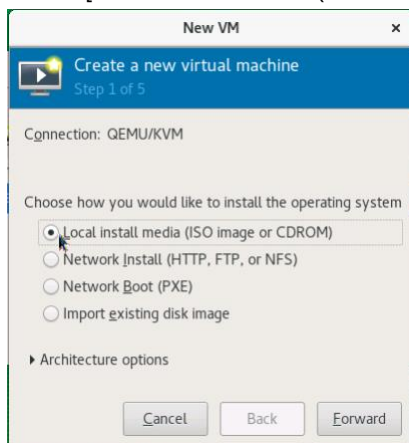 New VM
Create a new virtual machine
Step 1 of 5
Connection: QEMU/KVM
Choose how you would like to install the operating system
Local install media (ISO image or CDROM)
Network Install (HTTP, FTP, or NFS)
Network Boot (PXE)
Import existing disk image
Architecture options
Cancel Back Forward